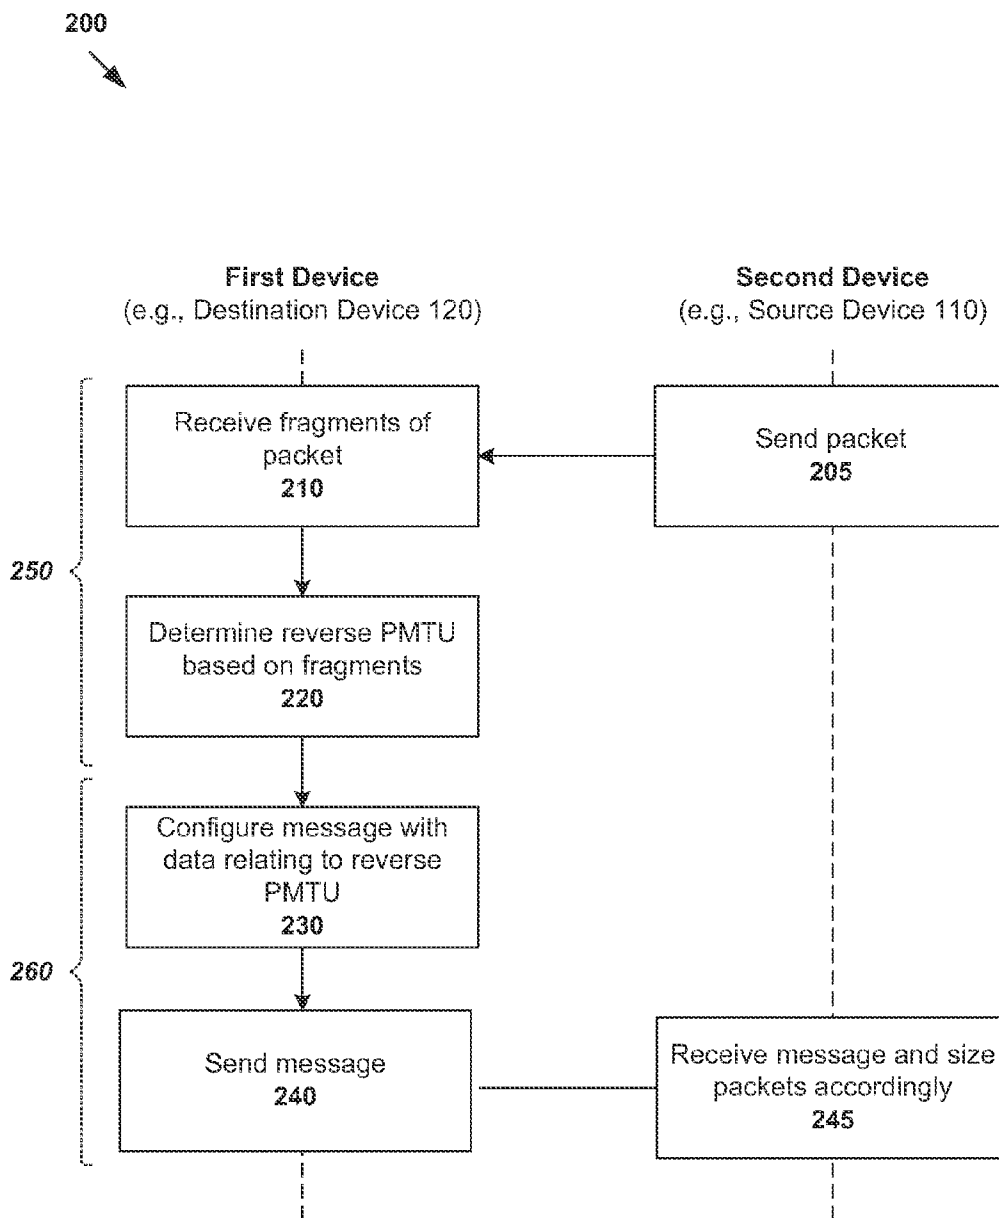 200
First Device
(e.g., Destination Device 120)
Second Device
(e.g., Source Device 110)
Receive fragments of
packet
210
Send packet
205
250
Determine reverse PMTU
based on fragments
220
Configure message with
data relating to reverse
PMTU
230
260
Send message
240
Receive message and size
packets accordingly
245